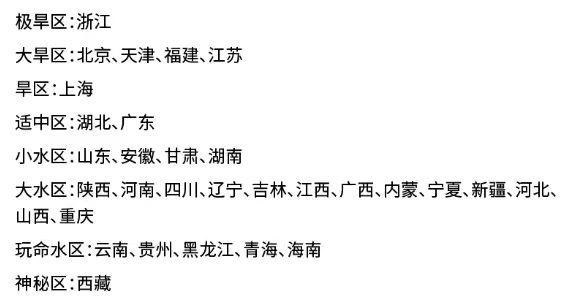 极旱区：浙江
大旱区：北京、天津、福建、江苏
旱区：上海
适中区：湖北、广东
小水区：山东、安徽、甘肃、湖南
大水区：陕西、河南、四川、辽宁、吉林、江西、广西、内蒙、宁夏、新疆、河北、
山西、重庆
玩命水区：云南、贵州、黑龙江、青海、海南
神秘区：西藏